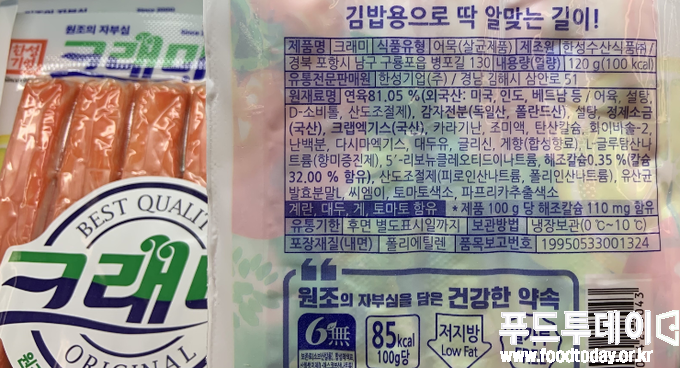 원조의 자부심
Since
한성기업
크래미
BEST QUALITY
크래미
ORIGINAL
김밥용으로 딱 알맞는 길이!
제품명 크래미 식품유형 어육(살균제품) 제조원 한성수산식품㈜/
경북 포항시 남구 구룡포읍 병포길 130 내용량(열량) 120 g (100 kcal)
유통전문판매원 한성기업(주) / 경남 김해시 삼안로 51
원재료명 연육81.05 %(외국산: 미국, 인도, 베트남 등 / 어육, 설탕,
D-소비톨, 산도조절제), 감자전분(독일산, 폴란드산), 설탕, 정제소금
(국산), 크랩엑기스(국산), 카라기난, 조미액, 탄산칼슘, 화이바솔-2,
난백분, 다시마엑기스, 대두유, 글리신, 게향(합성향료), L-글루탐산나
트륨(향미증진제), 5'-리보뉴클레오티드이나트륨, 해조칼슘0.35 %(칼슘
32.00 % 함유), 산도조절제(피로인산나트륨, 폴리인산나트륨), 유산균
발효분말L, 씨엠이, 토마토색소, 파프리카추출색소
계란, 대두, 게, 토마토 함유 * 제품 100 g 당 해조칼슘 110 mg 함유
유통기한 후면 별도표시일까지 보관방법 냉장보관(0 ℃~10 ℃)
포장재질(내면) 폴리에틸렌 품목보고번호 19950533001324
원조의 자부심을 담은 건강한 약속
6無
85kcal
100g당
저지방
Low Fat
푸드투데이
www.foodtoday.or.kr